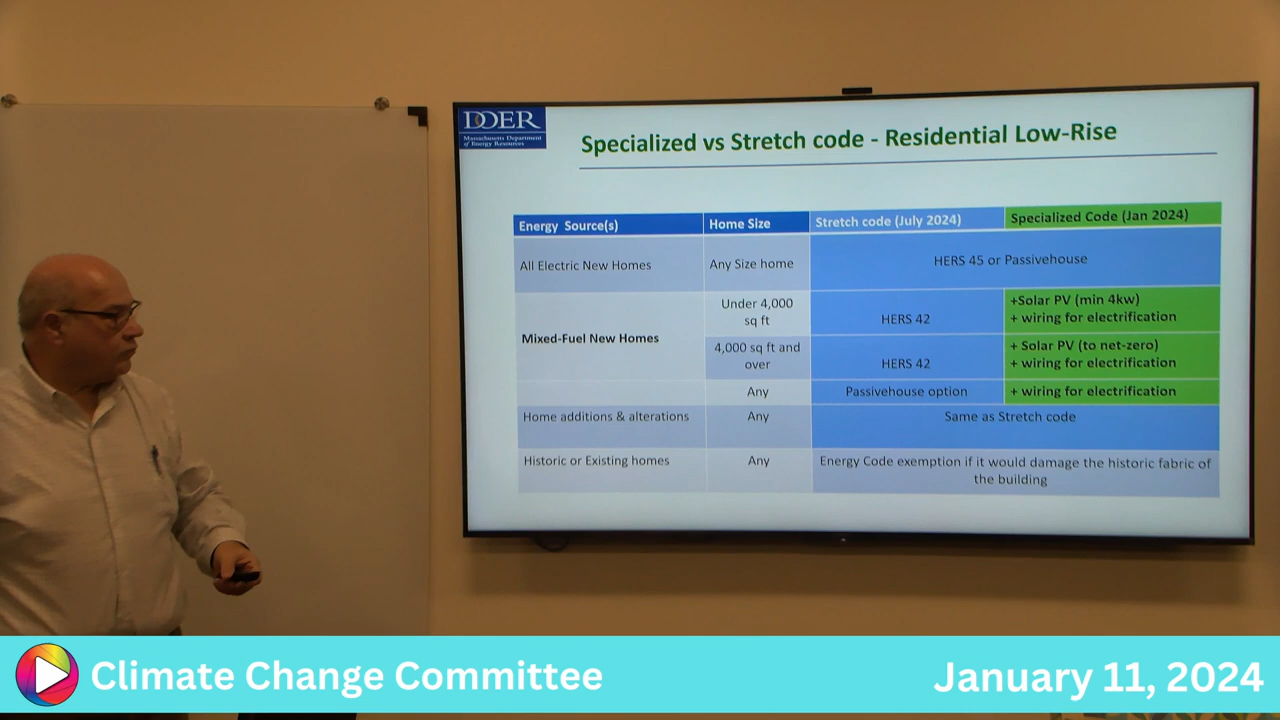 DOER
Massachusetts Department
of Energy Resources
Specialized vs Stretch code - Residential Low-Rise
Energy Source(s) Home Size Stretch code (July 2024) Specialized Code (Jan 2024)
All Electric New Homes Any Size home HERS 45 or Passivehouse
Mixed-Fuel New Homes
Under 4,000
sq ft
HERS 42
+Solar PV (min 4kw)
+ wiring for electrification
4,000 sq ft and
over
HERS 42
+ Solar PV (to net-zero)
+ wiring for electrification
Any Passivehouse option + wiring for electrification
Home additions & alterations Any Same as Stretch code
Historic or Existing homes Any Energy Code exemption if it would damage the historic fabric of
the building
Climate Change Committee
January 11, 2024